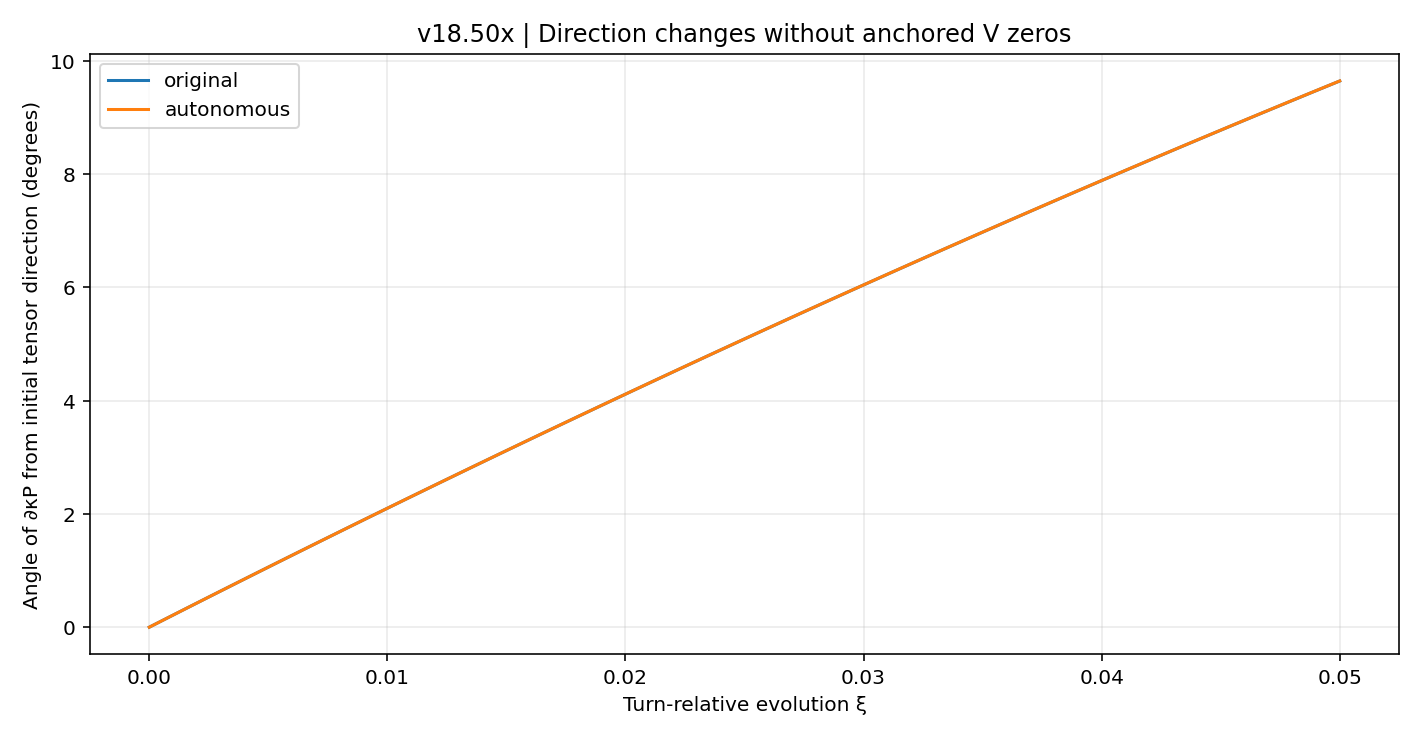 v18.50x | Direction changes without anchored V zeros
original
autonomous
Angle of ∂κP from initial tensor direction (degrees)
10
8
6
4
2
0
0.00 0.01 0.02 0.03 0.04 0.05
Turn-relative evolution ξ